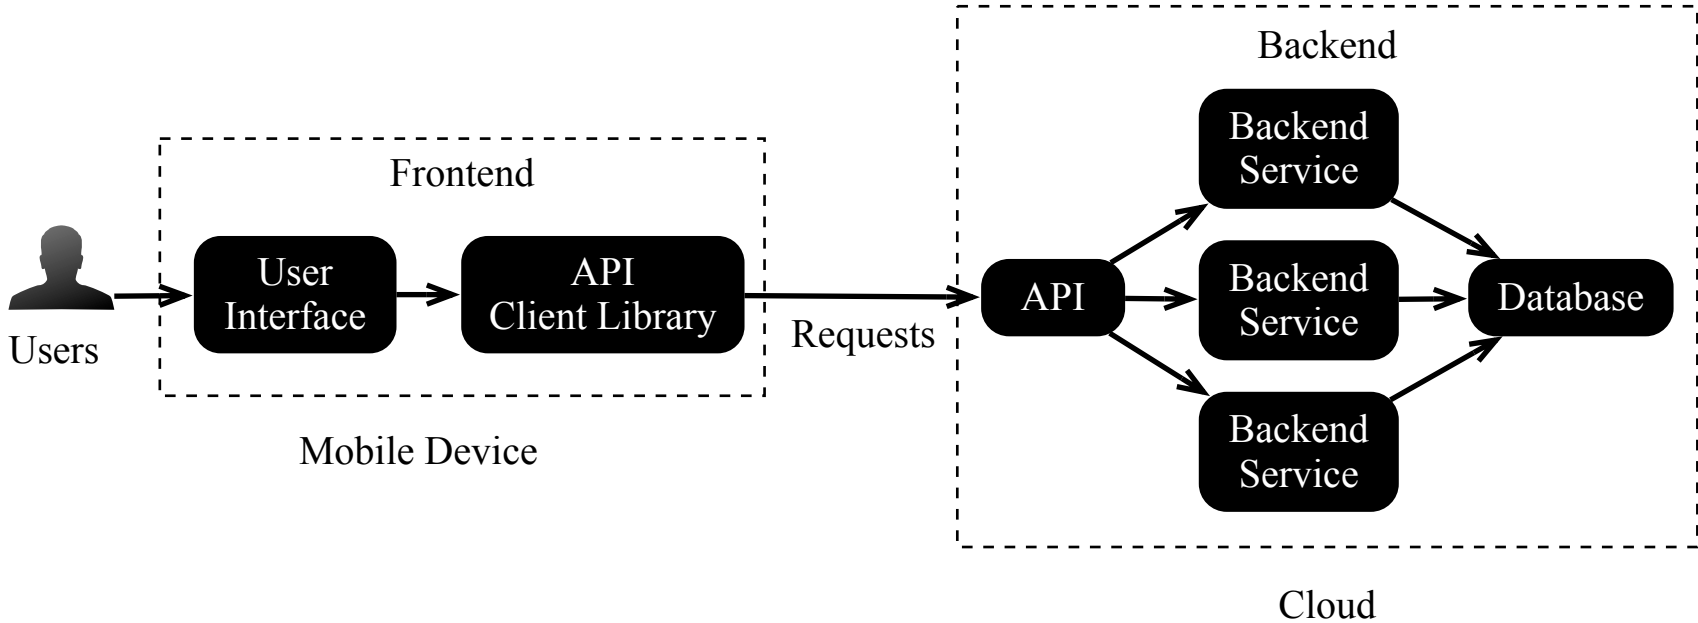 Users
Frontend
User
Interface
API
Client Library
Mobile Device
Requests
Backend
API
Backend
Service
Backend
Service
Backend
Service
Database
Cloud